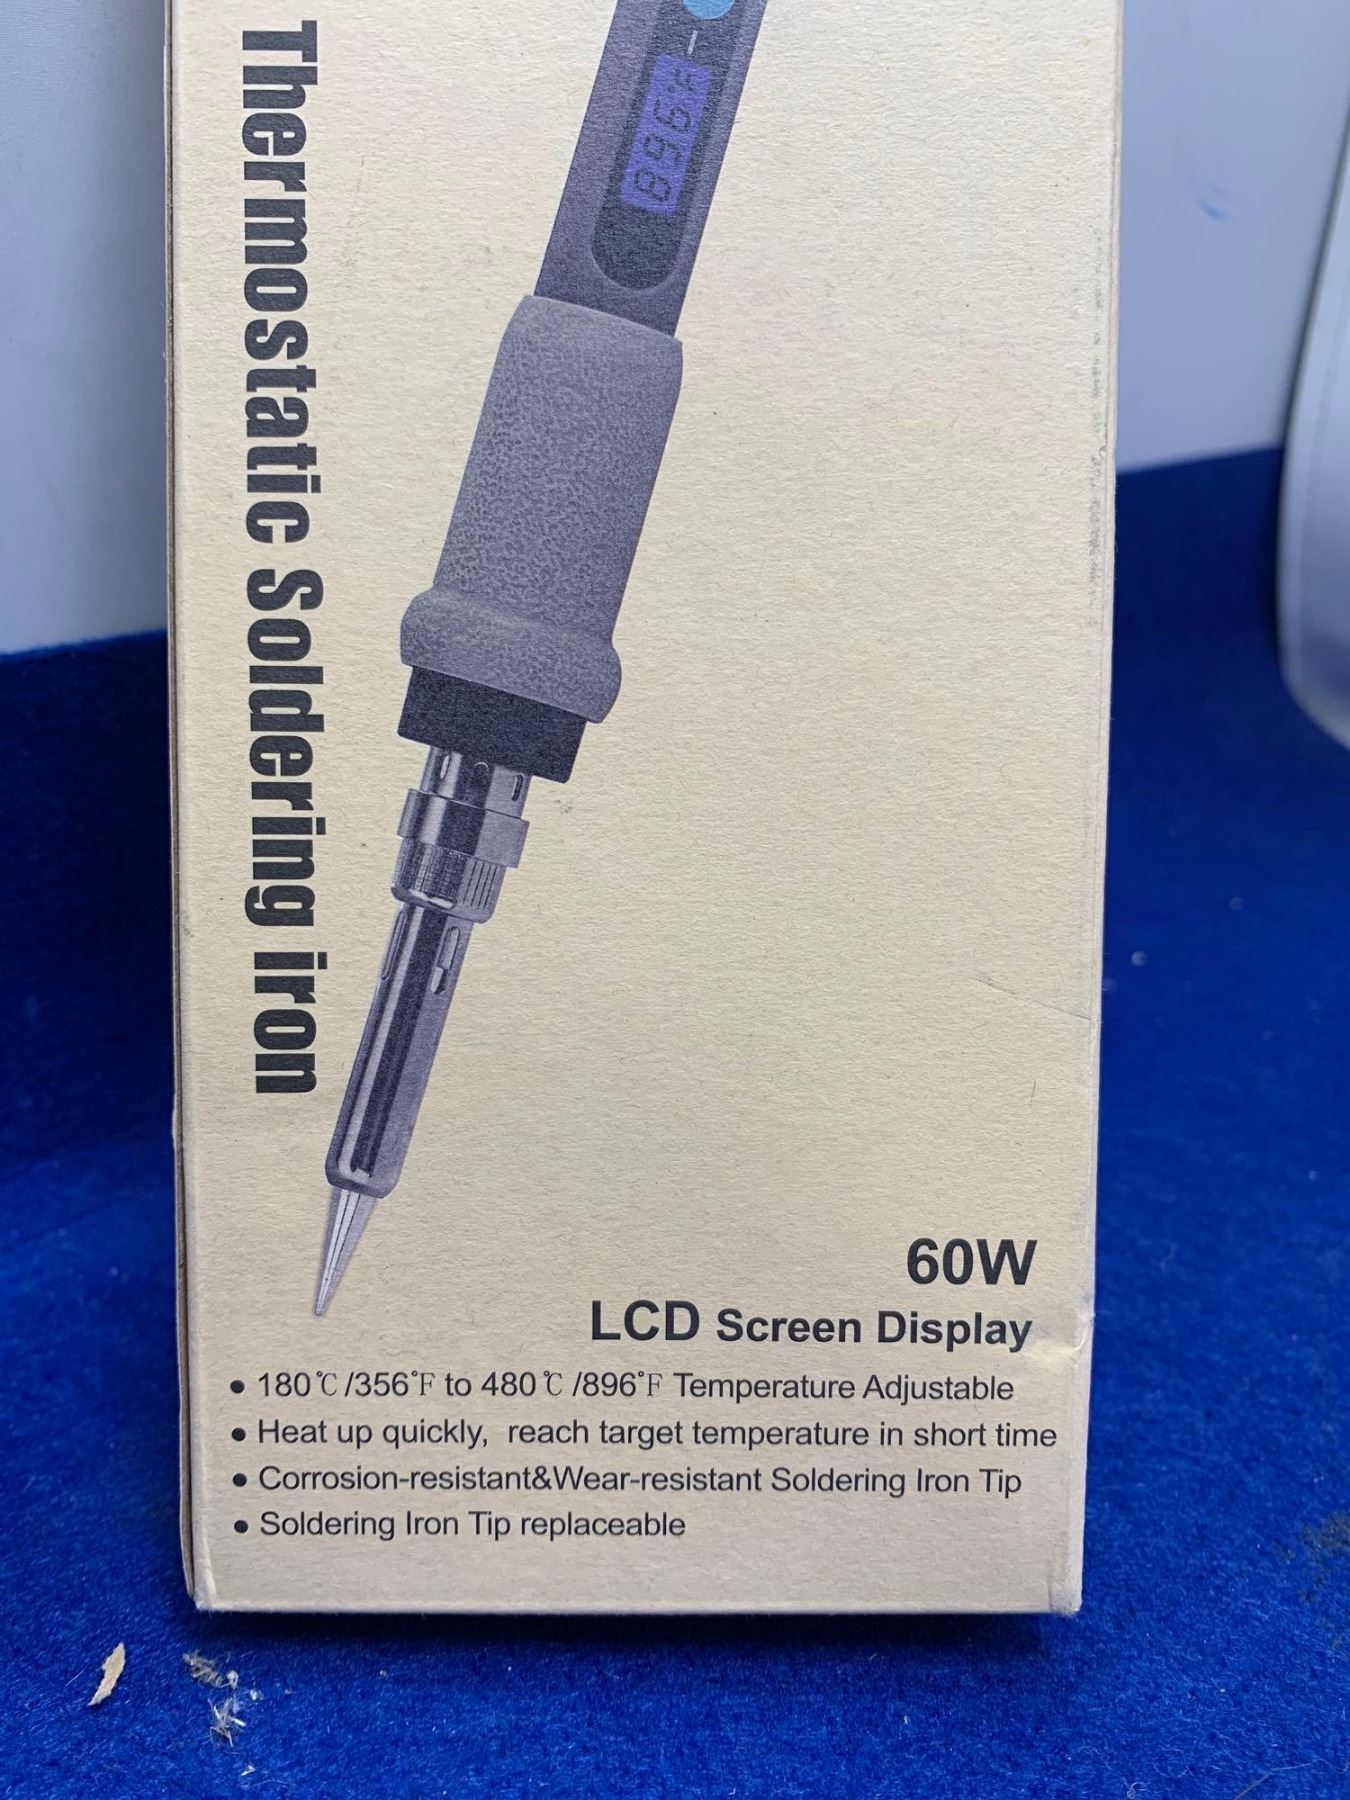 896°F
Thermostatic Soldering iron
60W
LCD Screen Display
• 180℃/356°F to 480℃/896°F Temperature Adjustable
• Heat up quickly, reach target temperature in short time
• Corrosion-resistant&Wear-resistant Soldering Iron Tip
• Soldering Iron Tip replaceable